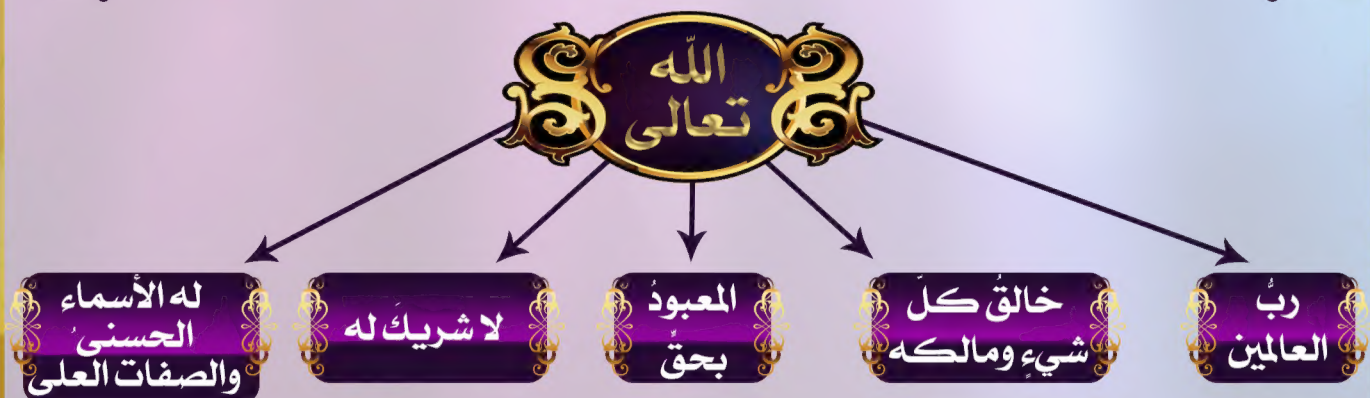 الله
تعالى
ربُّ
العالمين
خالقُ كلّ
شيءٍ ومالكه
المعبودُ
بحقٍّ
لا شريكَ له
له الأسماء
الحسنىُ
والصفات العلى